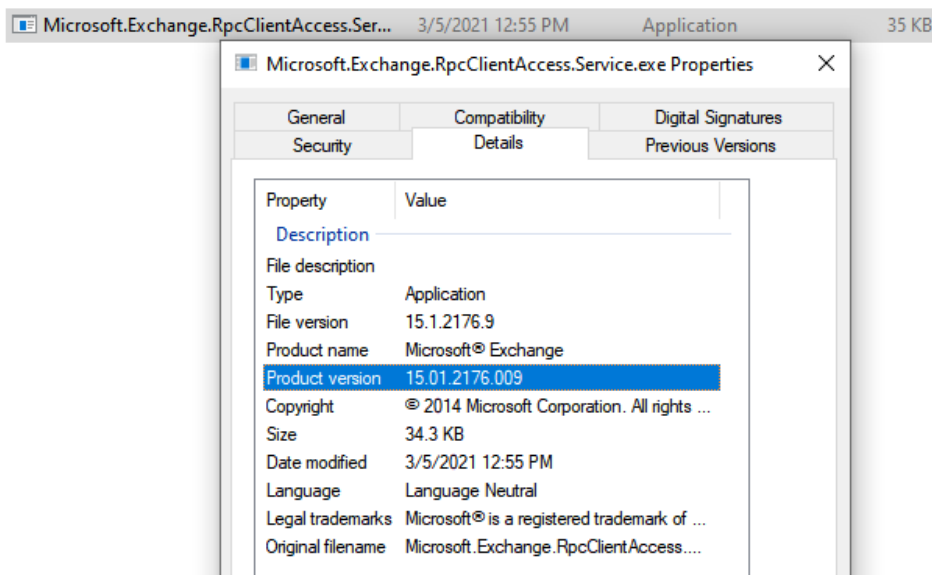 Microsoft.Exchange.RpcClientAccess.Ser... 3/5/2021 12:55 PM Application 35 KB
Microsoft.Exchange.RpcClientAccess.Service.exe Properties
General Compatibility Digital Signatures
Security Details Previous Versions
Property Value
Description
File description
Type Application
File version 15.1.2176.9
Product name Microsoft® Exchange
Product version 15.01.2176.009
Copyright © 2014 Microsoft Corporation. All rights ...
Size 34.3 KB
Date modified 3/5/2021 12:55 PM
Language Language Neutral
Legal trademarks Microsoft® is a registered trademark of ...
Original filename Microsoft.Exchange.RpcClientAccess....